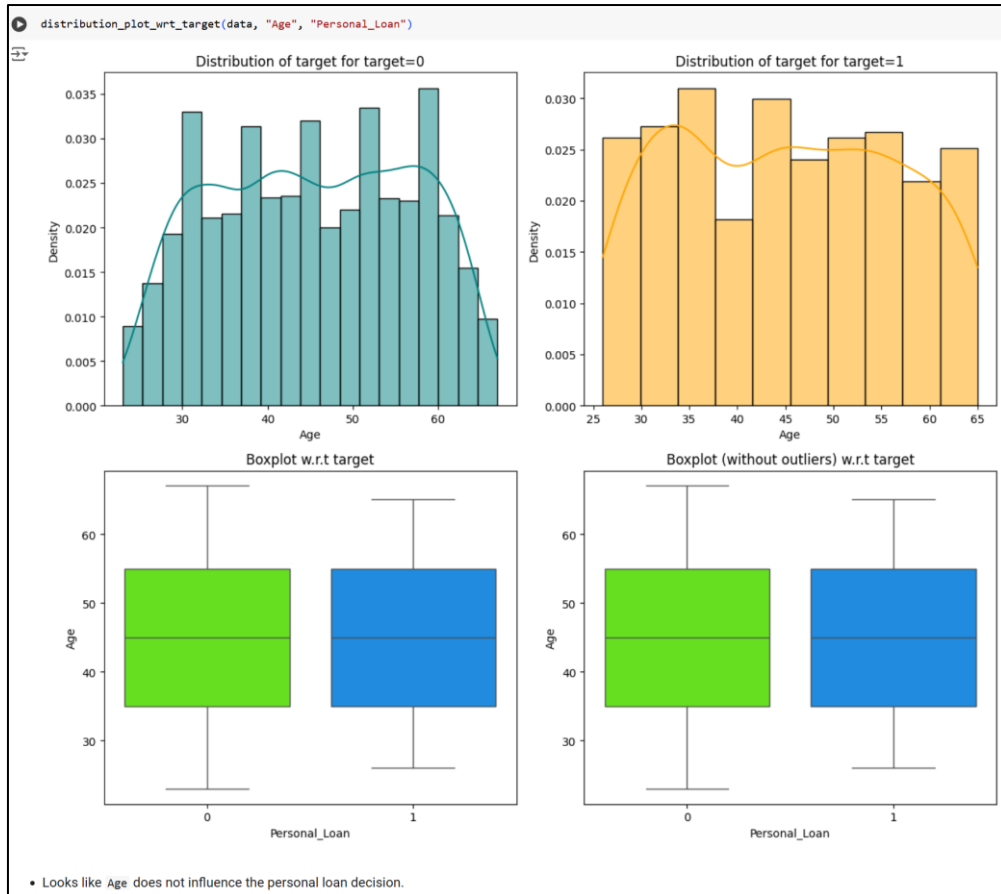 distribution_plot_wrt_target(data, "Age", "Personal_Loan")
Distribution of target for target=0
0.035
0.030
0.025
0.020
0.015
0.010
0.005
0.000
Density
30 40 50 60
Age
Distribution of target for target=1
0.030
0.025
0.020
0.015
0.010
0.005
0.000
Density
25 30 35 40 45 50 55 60 65
Age
Boxplot w.r.t target
60
50
40
30
Age
0 1
Personal_Loan
Boxplot (without outliers) w.r.t target
60
50
40
30
Age
0 1
Personal_Loan
• Looks like Age does not influence the personal loan decision.